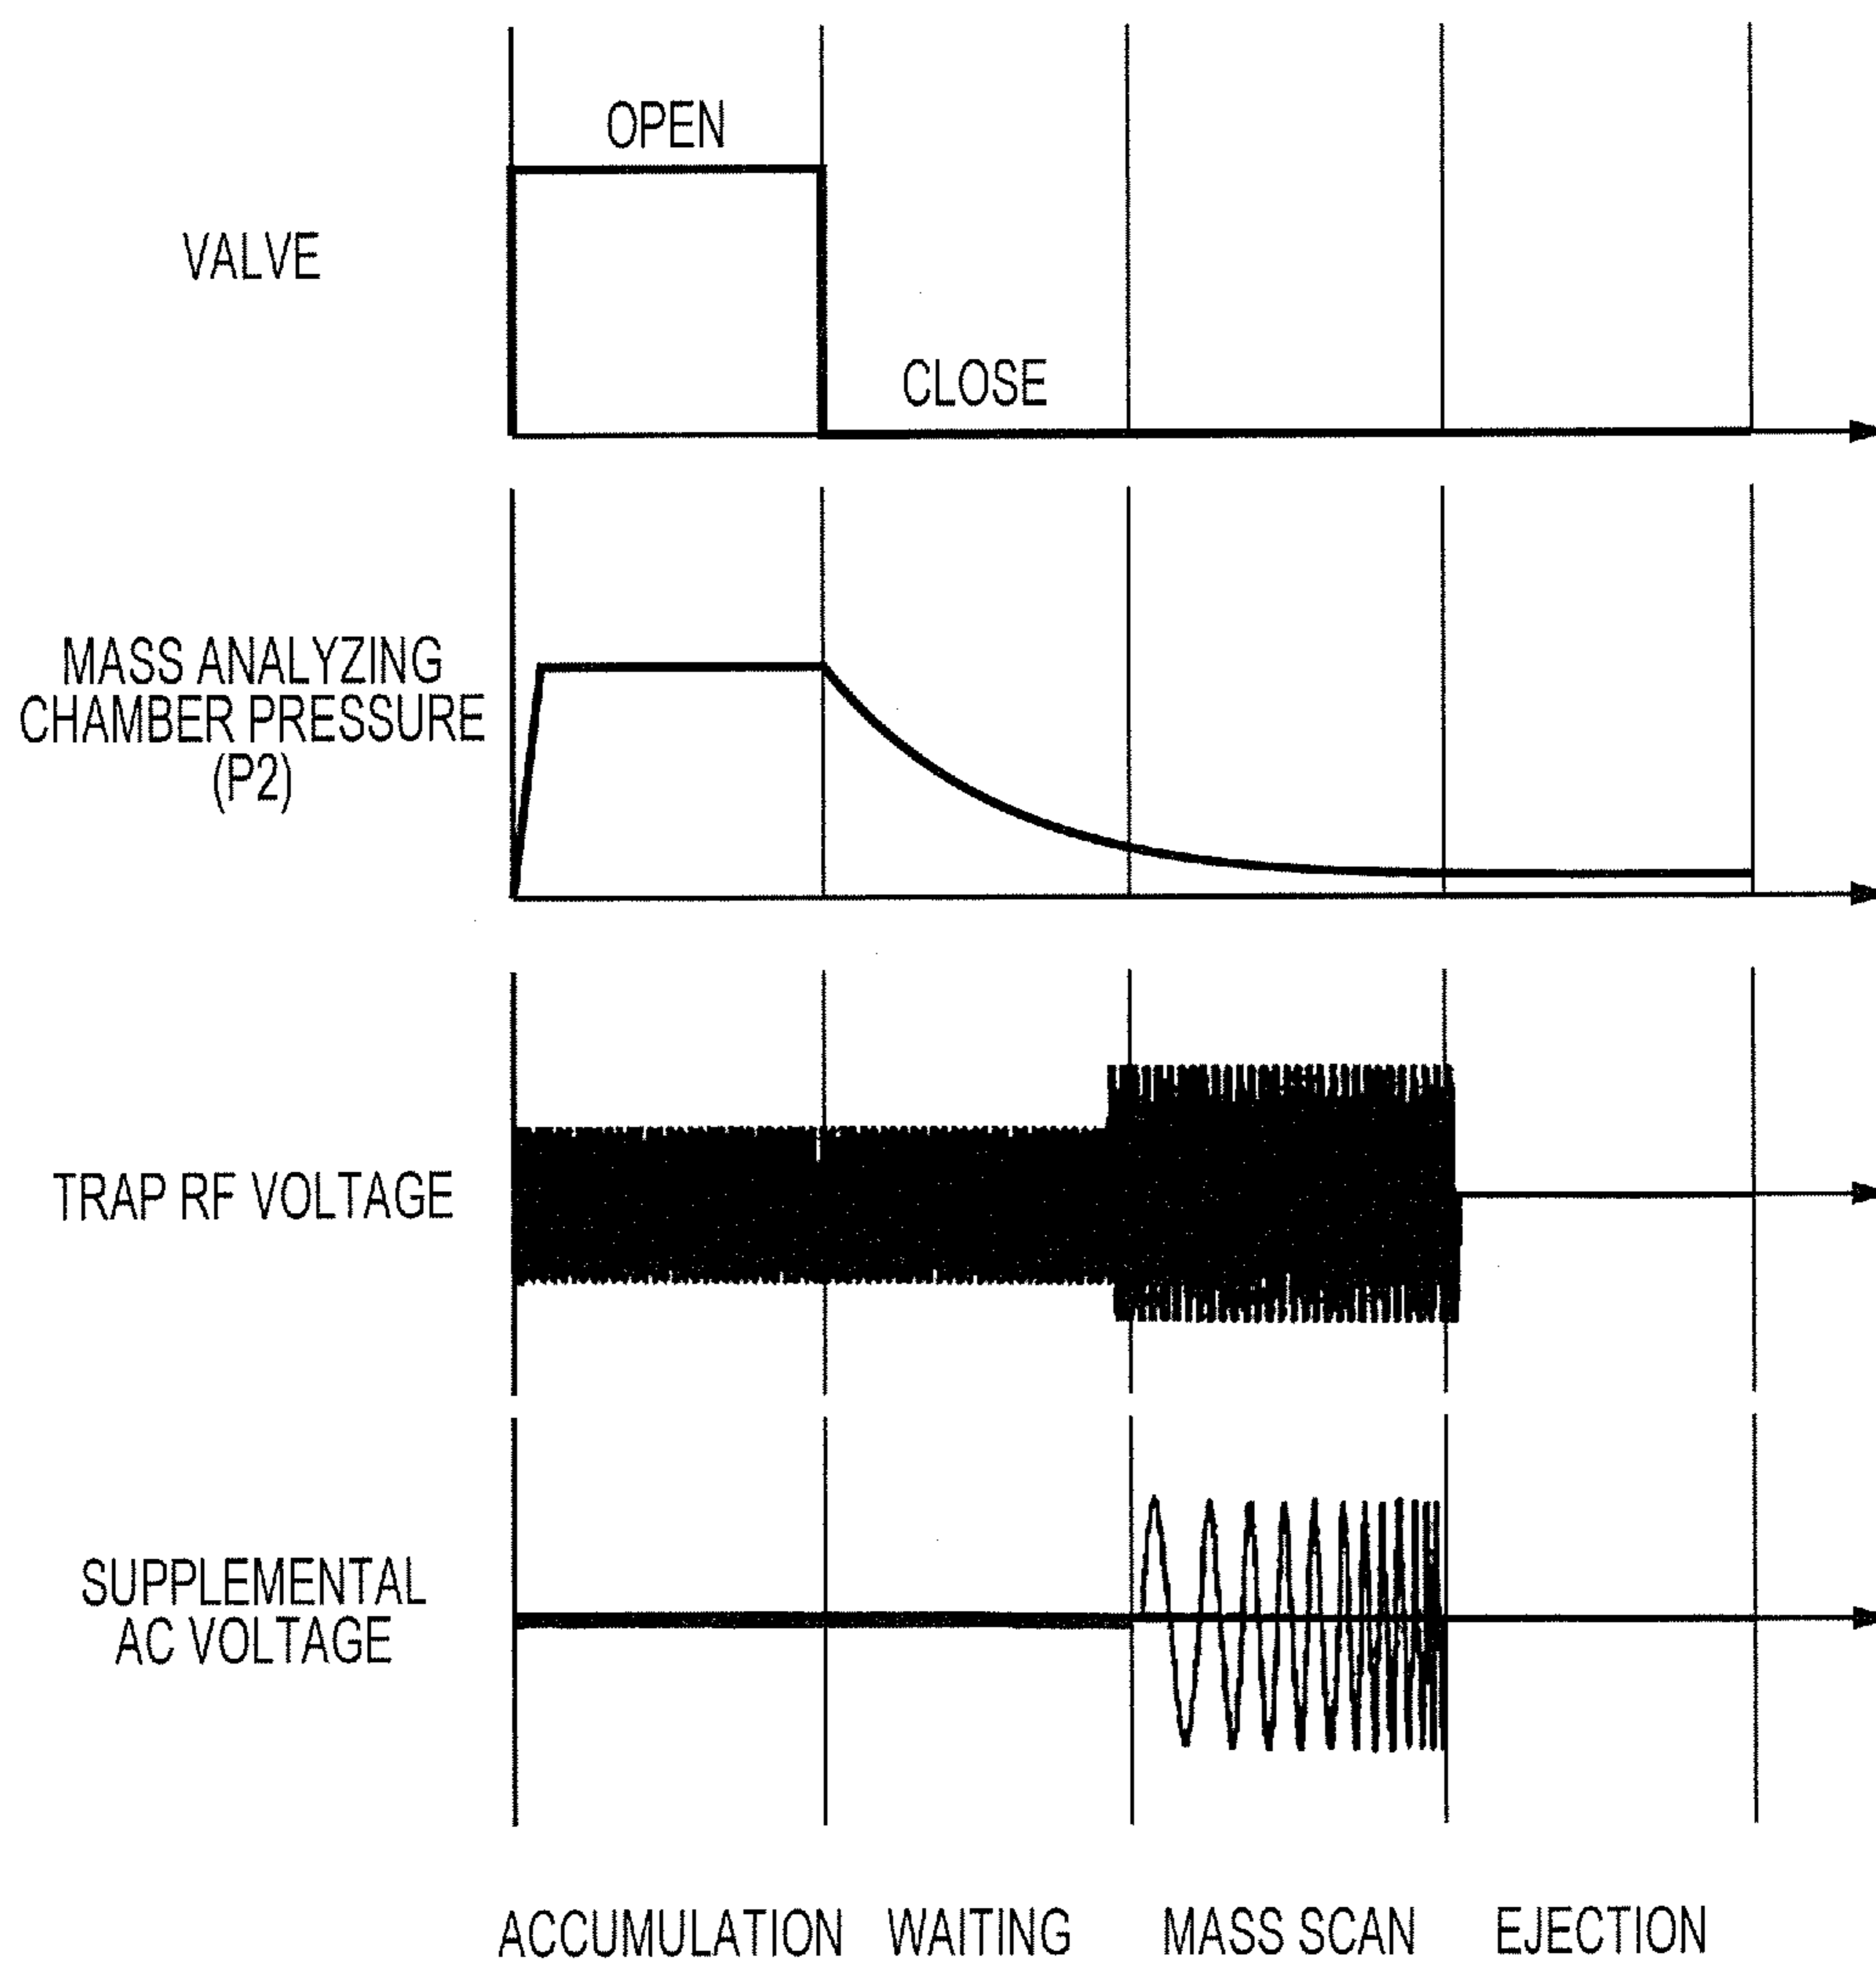 OPEN
VALVE
CLOSE
MASS ANALYZING
CHAMBER PRESSURE
(P2)
TRAP RF VOLTAGE
SUPPLEMENTAL
AC VOLTAGE
ACCUMULATION WAITING MASS SCAN EJECTION